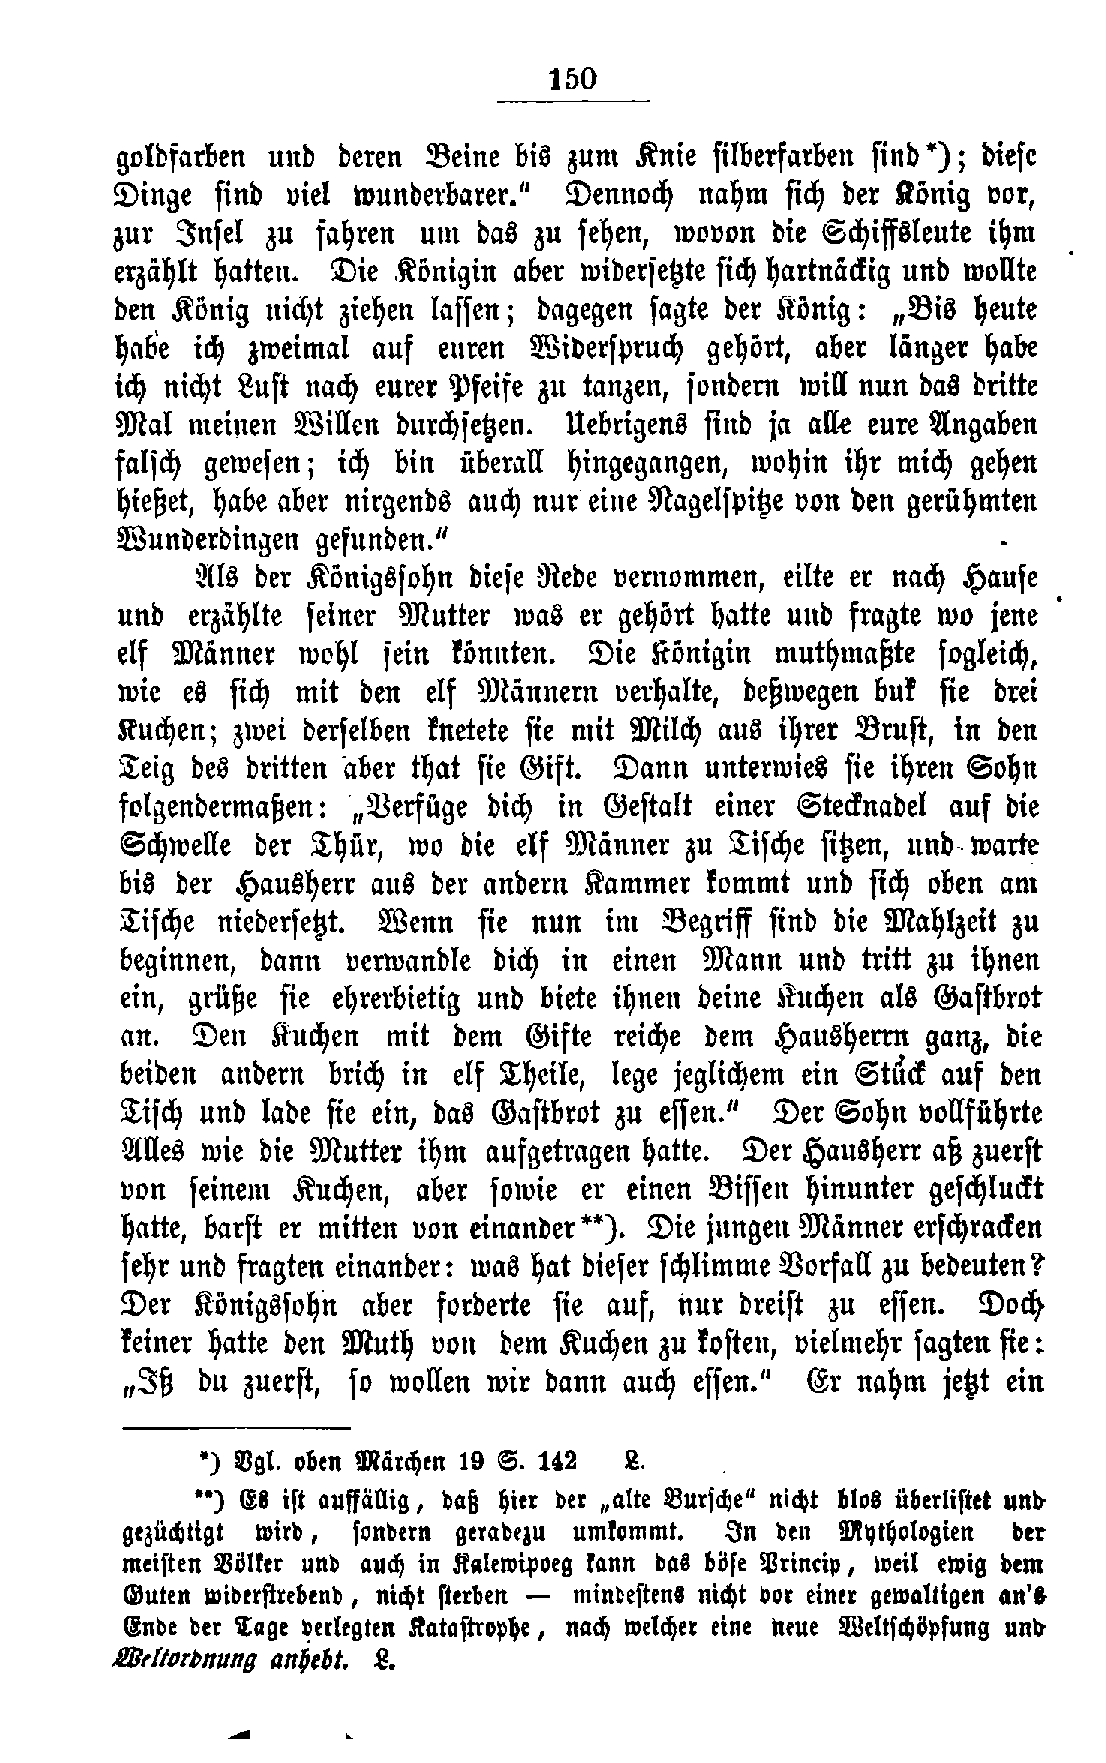 150
goldfarben und deren Beine bis zum Knie silberfarben sind*); diese
Dinge sind viel wunderbarer." Dennoch nahm sich der König vor,
zur Insel zu fahren um das zu sehen, wovon die Schiffsleute ihm
erzählt hatten. Die Königin aber widersetzte sich hartnäckig und wollte
den König nicht ziehen lassen; dagegen sagte der König: „Bis heute
habe ich zweimal auf euren Widerspruch gehört, aber länger habe
ich nicht Lust nach eurer Pfeife zu tanzen, sondern will nun das dritte
Mal meinen Willen durchsetzen. Uebrigens sind ja alle eure Angaben
falsch gewesen; ich bin überall hingegangen, wohin ihr mich gehen
hießet, habe aber nirgends auch nur eine Nagelspitze von den gerühmten
Wunderdingen gefunden."
Als der Königssohn diese Rede vernommen, eilte er nach Hause
und erzählte seiner Mutter was er gehört hatte und fragte wo jene
elf Männer wohl sein könnten. Die Königin muthmaßte sogleich,
wie es sich mit den elf Männern verhalte, deßwegen buk sie drei
Kuchen; zwei derselben knetete sie mit Milch aus ihrer Brust, in den
Teig des dritten aber that sie Gift. Dann unterwies sie ihren Sohn
folgendermaßen: „Verfüge dich in Gestalt einer Stecknadel auf die
Schwelle der Thür, wo die elf Männer zu Tische sitzen, und warte
bis der Hausherr aus der andern Kammer kommt und sich oben am
Tische niedersetzt. Wenn sie nun im Begriff sind die Mahlzeit zu
beginnen, dann verwandle dich in einen Mann und tritt zu ihnen
ein, grüße sie ehrerbietig und biete ihnen deine Kuchen als Gastbrot
an. Den Kuchen mit dem Gifte reiche dem Hausherrn ganz, die
beiden andern brich in elf Theile, lege jeglichem ein Stück auf den
Tisch und lade sie ein, das Gastbrot zu essen." Der Sohn vollführte
Alles wie die Mutter ihm aufgetragen hatte. Der Hausherr aß zuerst
von seinem Kuchen, aber sowie er einen Bissen hinunter geschluckt
hatte, barst er mitten von einander**). Die jungen Männer erschracken
sehr und fragten einander: was hat dieser schlimme Vorfall zu bedeuten?
Der Königssohn aber forderte sie auf, nur dreist zu essen. Doch
keiner hatte den Muth von dem Kuchen zu kosten, vielmehr sagten sie:
„Iß du zuerst, so wollen wir dann auch essen." Er nahm jetzt ein
*) Vgl. oben Märchen 19 S. 142 L.
**) Es ist auffällig, daß hier der „alte Bursche" nicht blos überlistet und
gezüchtigt wird, sondern geradezu umkommt. In den Mythologien der
meisten Völker und auch in Kalewipoeg kann das böse Princip, weil ewig dem
Guten widerstrebend, nicht sterben — mindestens nicht vor einer gewaltigen an's
Ende der Tage verlegten Katastrophe, nach welcher eine neue Weltschöpfung und
Weltordnung anhebt. L.